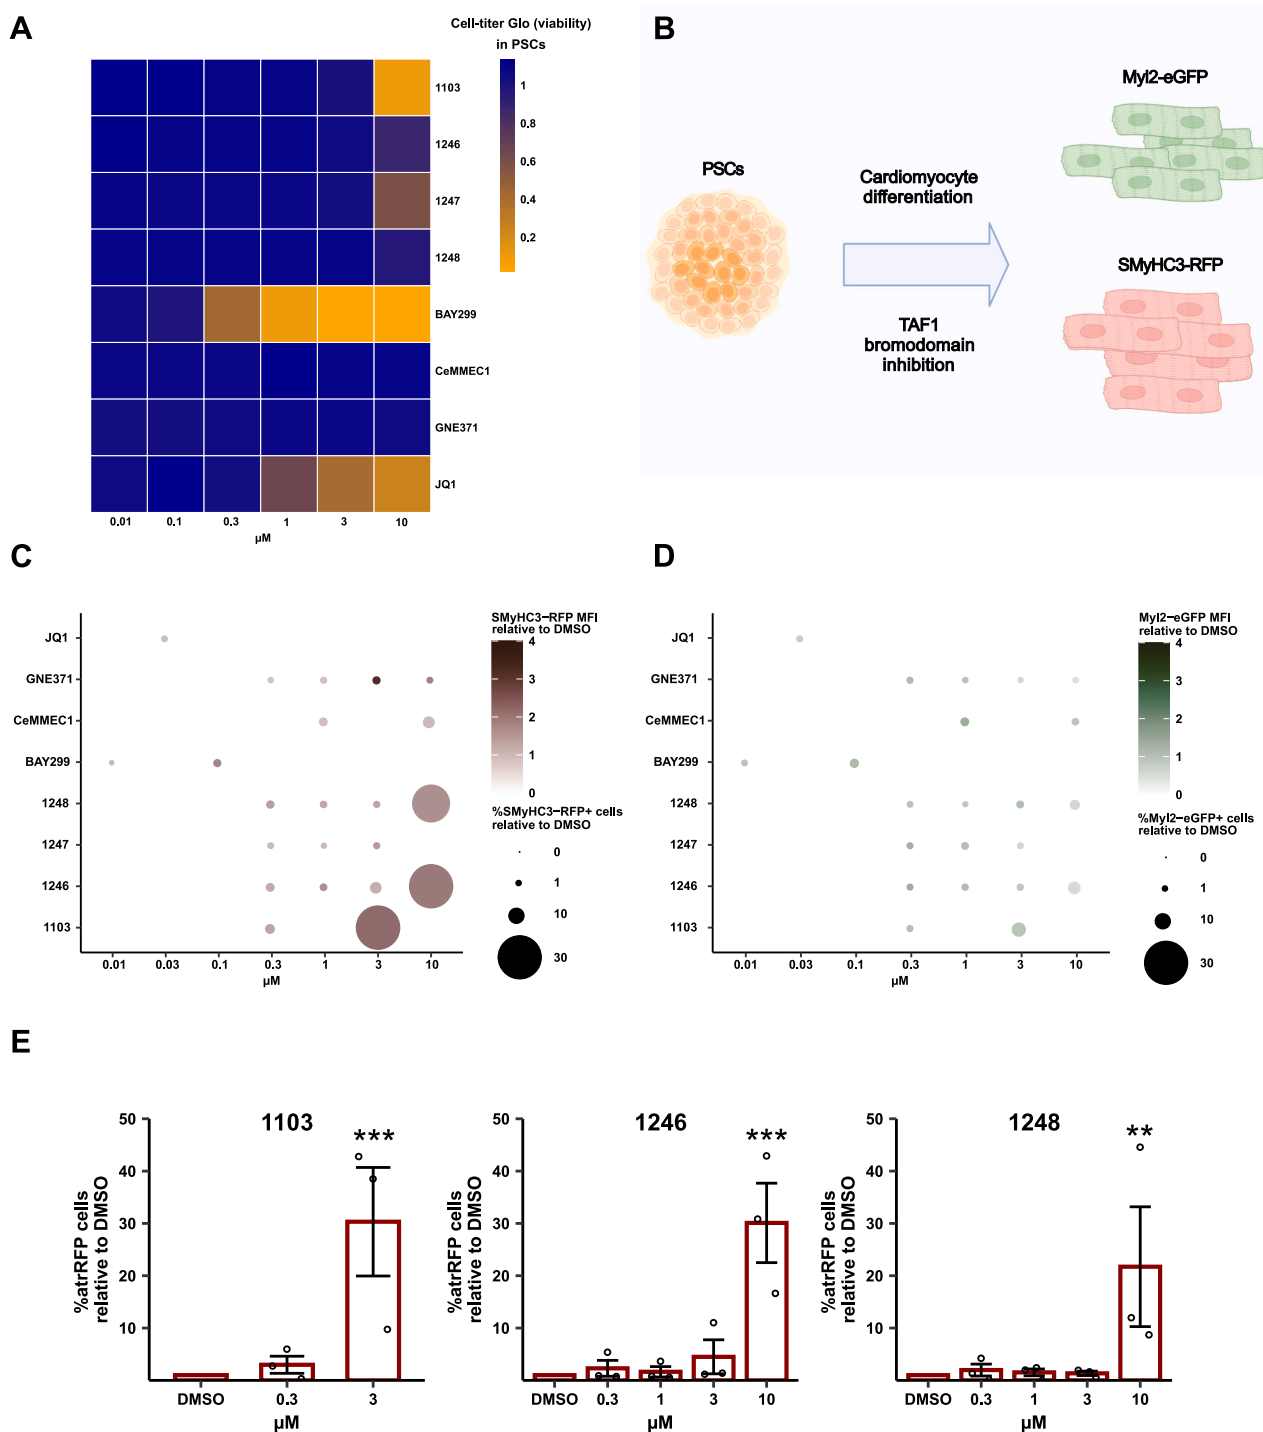 A
Cell-titer Glo (viability)
in PSCs
1
0.8
0.6
0.4
0.2
1103
1246
1247
1248
BAY299
CeMMEC1
GNE371
JQ1
0.01 0.1 0.3 1 3 10
µM
B
PSCs
Cardiomyocyte
differentiation
TAF1
bromodomain
inhibition
Myl2-eGFP
SMyHC3-RFP
C
JQ1
GNE371
CeMMEC1
BAY299
1248
1247
1246
1103
0.01 0.03 0.1 0.3 1 3 10
µM
SMyHC3−RFP MFI
relative to DMSO
4
3
2
1
0
%SMyHC3−RFP+ cells
relative to DMSO
0
1
10
30
D
JQ1
GNE371
CeMMEC1
BAY299
1248
1247
1246
1103
0.01 0.03 0.1 0.3 1 3 10
µM
Myl2−eGFP MFI
relative to DMSO
4
3
2
1
0
%Myl2−eGFP+ cells
relative to DMSO
0
1
10
30
E
1103
%atrRFP cells
relative to DMSO
50
40
30
20
10
***
DMSO 0.3 3
µM
1246
%atrRFP cells
relative to DMSO
50
40
30
20
10
***
DMSO 0.3 1 3 10
µM
1248
%atrRFP cells
relative to DMSO
50
40
30
20
10
**
DMSO 0.3 1 3 10
µM